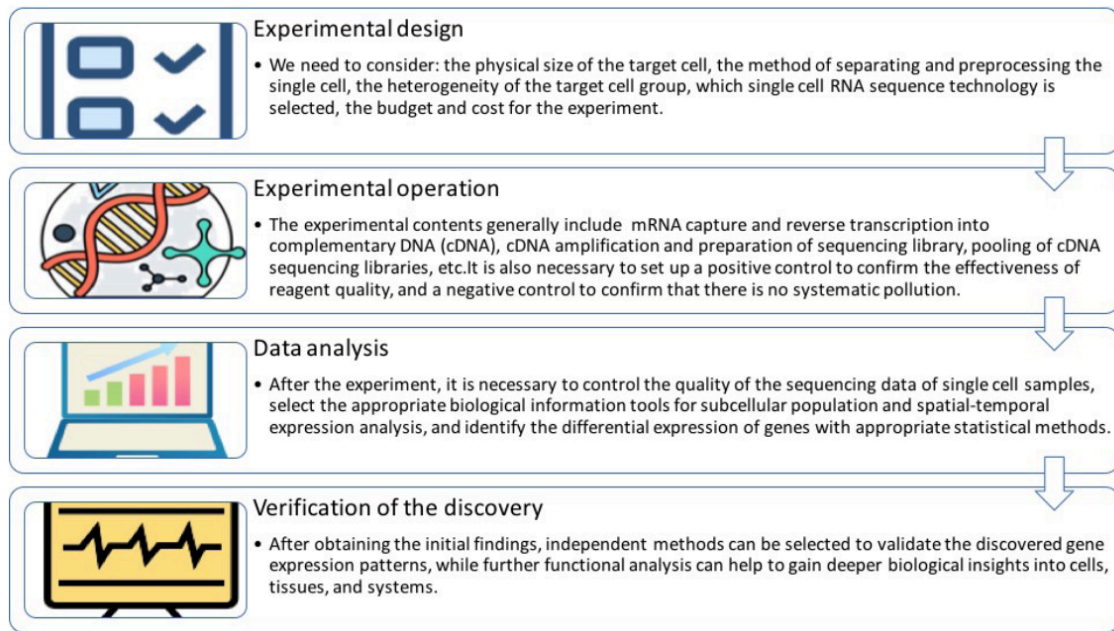 Experimental design
• We need to consider: the physical size of the target cell, the method of separating and preprocessing the
single cell, the heterogeneity of the target cell group, which single cell RNA sequence technology is
selected, the budget and cost for the experiment.
Experimental operation
• The experimental contents generally include mRNA capture and reverse transcription into
complementary DNA (cDNA), cDNA amplification and preparation of sequencing library, pooling of cDNA
sequencing libraries, etc.It is also necessary to set up a positive control to confirm the effectiveness of
reagent quality, and a negative control to confirm that there is no systematic pollution.
Data analysis
• After the experiment, it is necessary to control the quality of the sequencing data of single cell samples,
select the appropriate biological information tools for subcellular population and spatial-temporal
expression analysis, and identify the differential expression of genes with appropriate statistical methods.
Verification of the discovery
• After obtaining the initial findings, independent methods can be selected to validate the discovered gene
expression patterns, while further functional analysis can help to gain deeper biological insights into cells,
tissues, and systems.